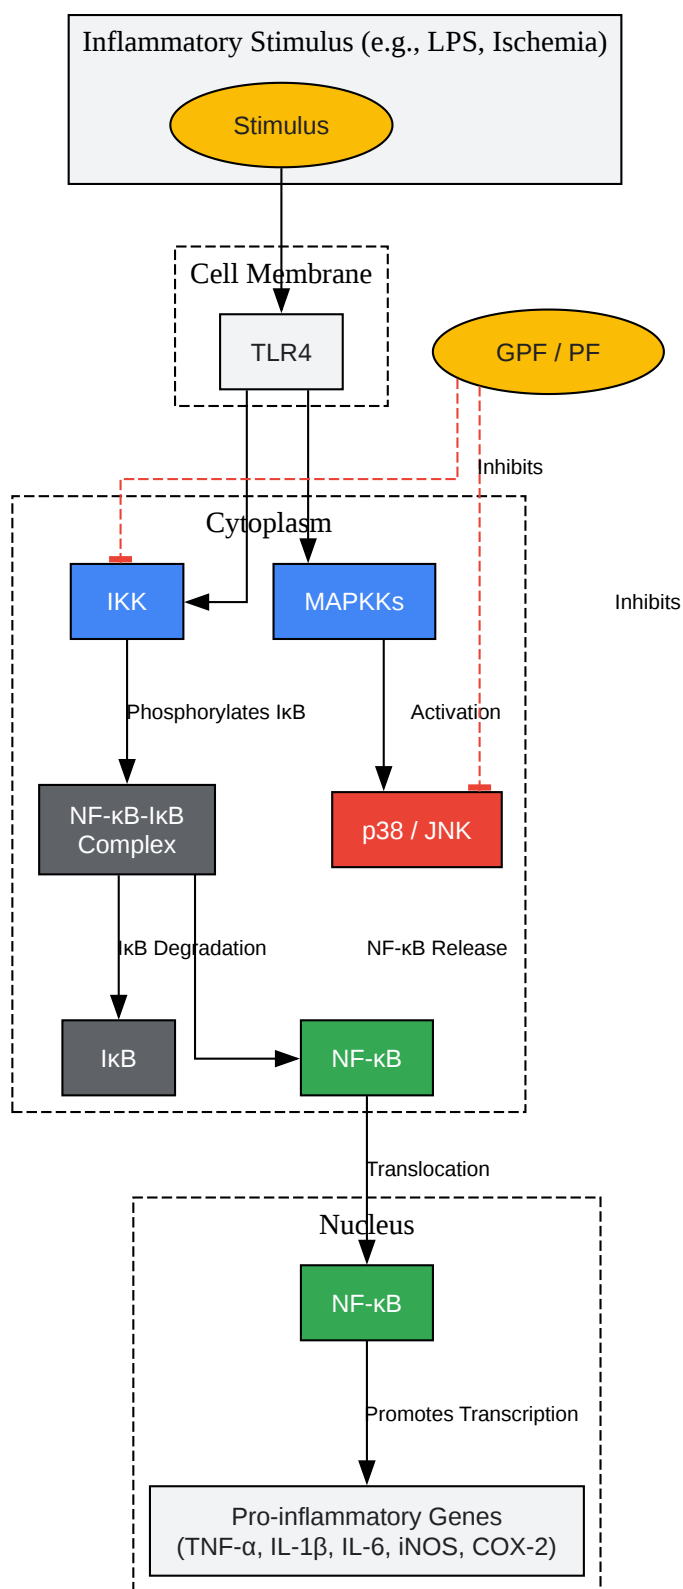 Inflammatory Stimulus (e.g., LPS, Ischemia)
Stimulus
Cell Membrane
TLR4
GPF / PF
Inhibits
Cytoplasm
IKK
MAPKKs
Inhibits
Phosphorylates IκB
Activation
NF-κB-IκB
Complex
p38 / JNK
IκB Degradation
NF-κB Release
IκB
NF-κB
Translocation
Nucleus
NF-κB
Promotes Transcription
Pro-inflammatory Genes
(TNF-α, IL-1β, IL-6, iNOS, COX-2)